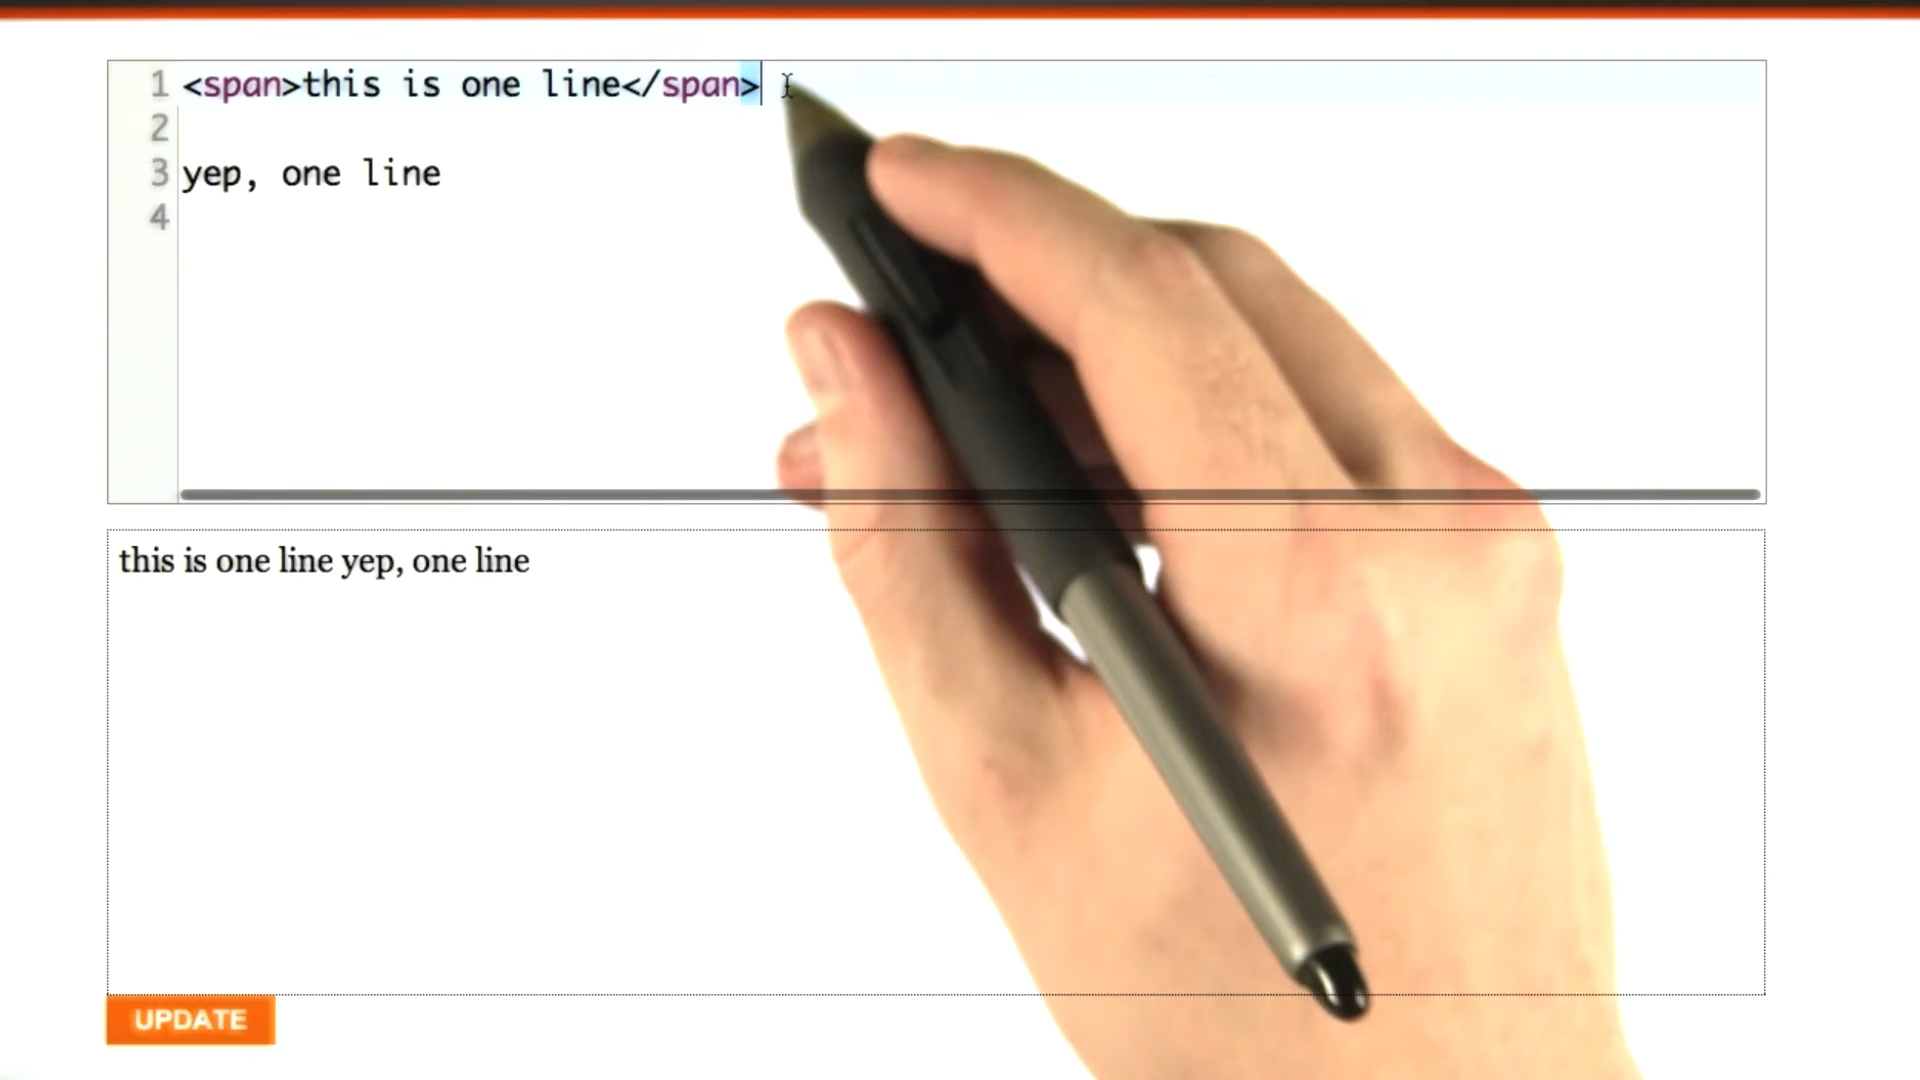 1 <span>this is one line</span>
2
3 yep, one line
4
this is one line yep, one line
UPDATE